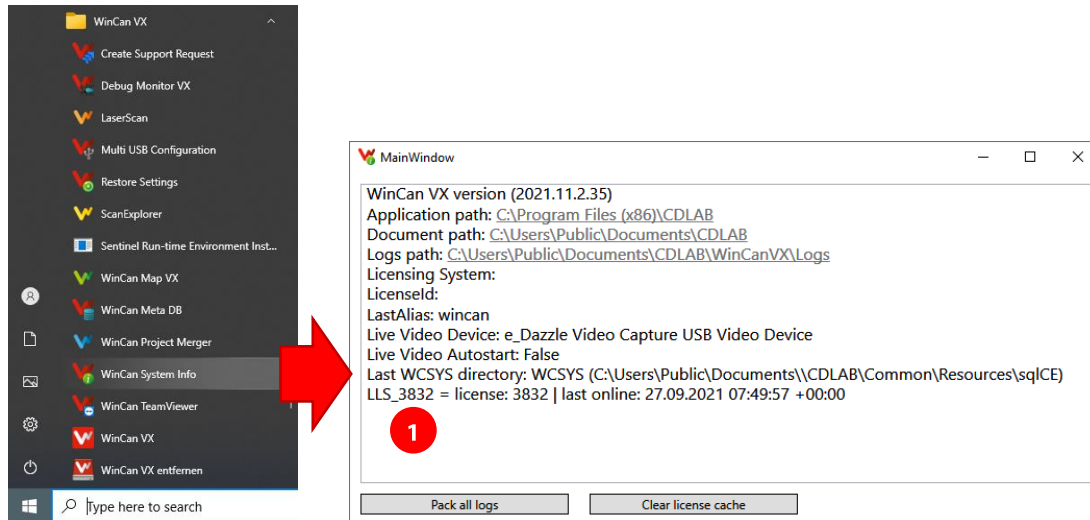 WinCan VX
Create Support Request
Debug Monitor VX
LaserScan
Multi USB Configuration
Restore Settings
ScanExplorer
Sentinel Run-time Environment Inst...
WinCan Map VX
WinCan Meta DB
WinCan Project Merger
WinCan System Info
WinCan TeamViewer
WinCan VX
WinCan VX entfernen
Type here to search
MainWindow
WinCan VX version (2021.11.2.35)
Application path: C:\Program Files (x86)\CDLAB
Document path: C:\Users\Public\Documents\CDLAB
Logs path: C:\Users\Public\Documents\CDLAB\WinCanVX\Logs
Licensing System:
LicenseId:
LastAlias: wincan
Live Video Device: e_Dazzle Video Capture USB Video Device
Live Video Autostart: False
Last WCSYS directory: WCSYS (C:\Users\Public\Documents\\CDLAB\Common\Resources\sqlCE)
LLS_3832 = license: 3832 | last online: 27.09.2021 07:49:57 +00:00
1
Pack all logs
Clear license cache